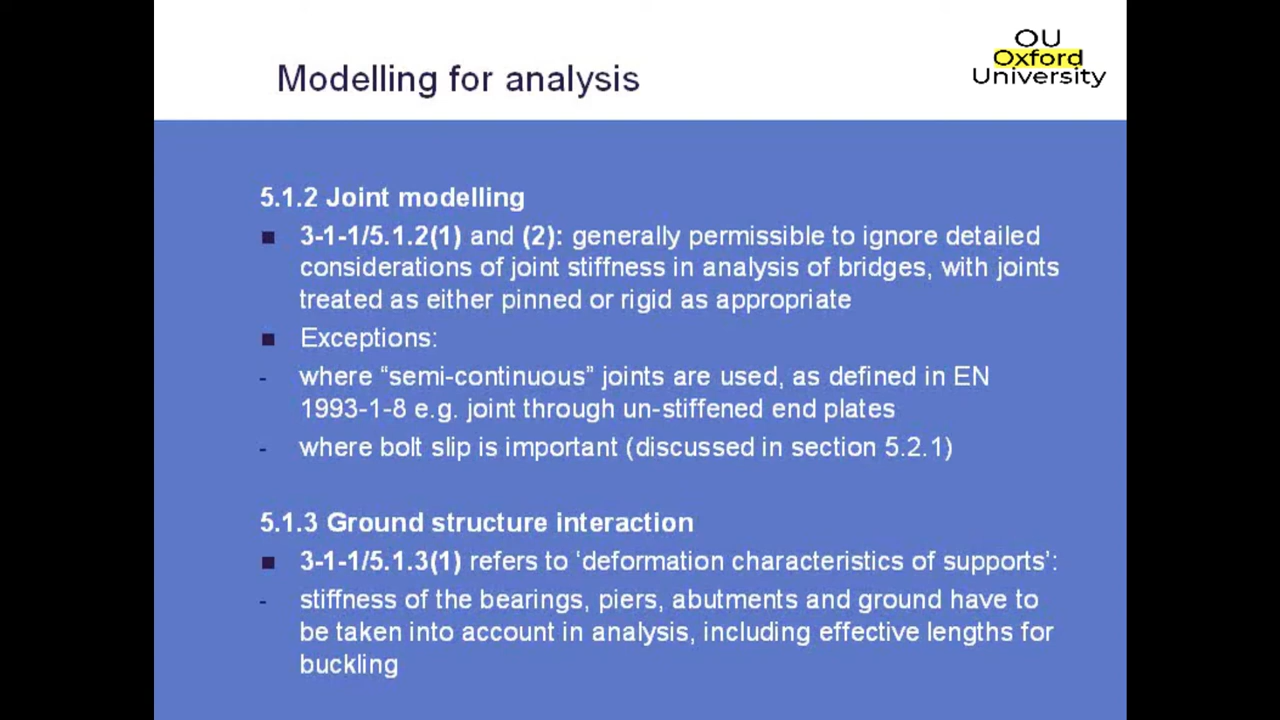 Modelling for analysis
OU
Oxford
University
5.1.2 Joint modelling
■ 3-1-1/5.1.2(1) and (2): generally permissible to ignore detailed
considerations of joint stiffness in analysis of bridges, with joints
treated as either pinned or rigid as appropriate
■ Exceptions:
- where “semi-continuous” joints are used, as defined in EN
1993-1-8 e.g. joint through un-stiffened end plates
- where bolt slip is important (discussed in section 5.2.1)
5.1.3 Ground structure interaction
■ 3-1-1/5.1.3(1) refers to ‘deformation characteristics of supports’:
- stiffness of the bearings, piers, abutments and ground have to
be taken into account in analysis, including effective lengths for
buckling